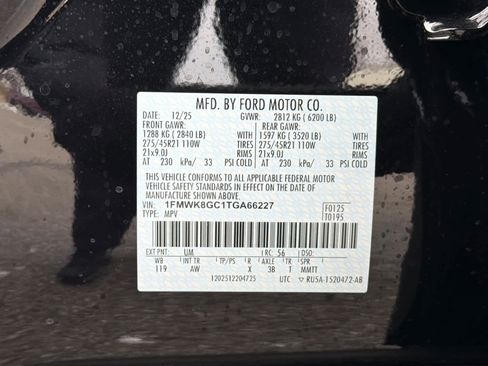 MFD. BY FORD MOTOR CO.
DATE: 12/25 GVWR: 2812 KG ( 6200 LB)
FRONT GAWR: REAR GAWR:
1288 KG ( 2840 LB) WITH 1597 KG ( 3520 LB) WITH
275/45R21 110W TIRES 275/45R21 110W TIRES
21x9.0J RIMS 21x9.0J RIMS
AT 230 kPa/ 33 PSI COLD AT 230 kPa/ 33 PSI COLD
THIS VEHICLE CONFORMS TO ALL APPLICABLE FEDERAL MOTOR
VEHICLE SAFETY STANDARDS IN EFFECT ON THE DATE OF
MANUFACTURE SHOWN ABOVE.
VIN: 1FMWK8GC1TGA66227 F0125
TYPE: MPV T0195
EXT PNT: UM RC: 56 DSO:
WB INT TR TP/PS R AXLE TR SPR
119 AW X 3B T MMTT
1202512204725 UTC ▽ RU5A-1520472-AB